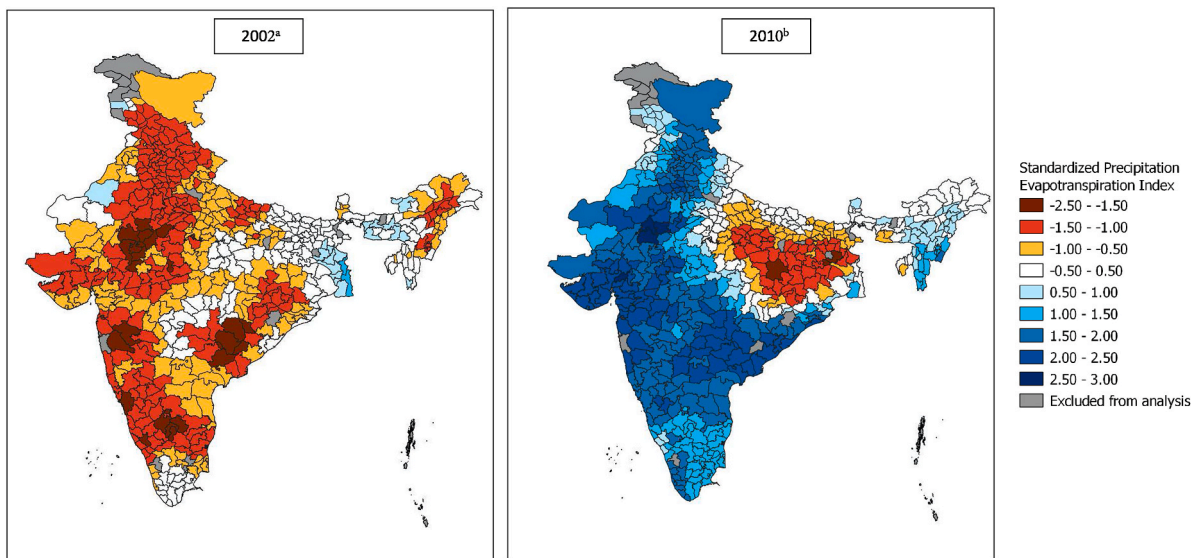 2002ᵃ
2010ᵇ
Standardized Precipitation
Evapotranspiration Index
-2.50 - -1.50
-1.50 - -1.00
-1.00 - -0.50
-0.50 - 0.50
0.50 - 1.00
1.00 - 1.50
1.50 - 2.00
2.00 - 2.50
2.50 - 3.00
Excluded from analysis